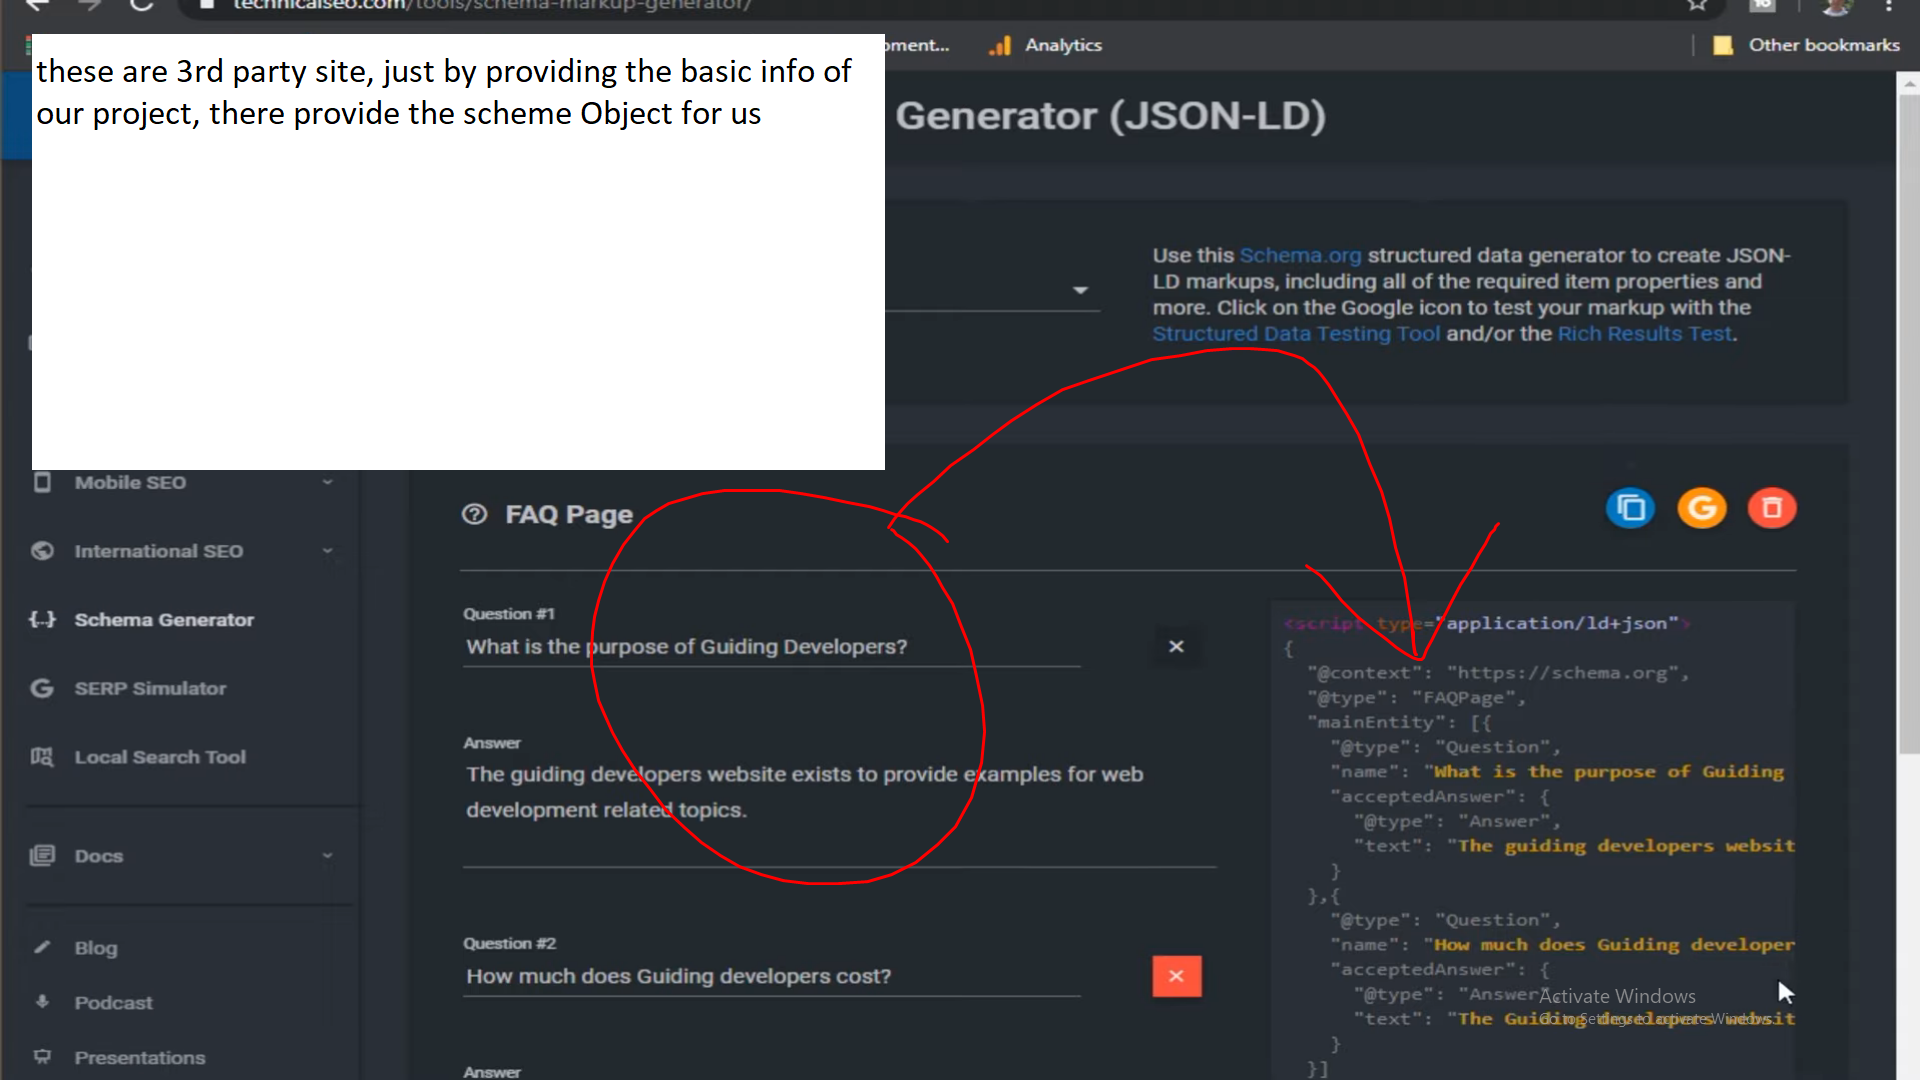 technicalseo.com/tools/schema-markup-generator/
oment...
Analytics
Other bookmarks
these are 3rd party site, just by providing the basic info of
our project, there provide the scheme Object for us
Generator (JSON-LD)
Use this Schema.org structured data generator to create JSON-
LD markups, including all of the required item properties and
more. Click on the Google icon to test your markup with the
Structured Data Testing Tool and/or the Rich Results Test.
Mobile SEO
International SEO
{..} Schema Generator
SERP Simulator
Local Search Tool
Docs
Blog
Podcast
Presentations
FAQ Page
Question #1
What is the purpose of Guiding Developers?
Answer
The guiding developers website exists to provide examples for web
development related topics.
Question #2
How much does Guiding developers cost?
Answer
<script type="application/ld+json">
{
"@context": "https://schema.org",
"@type": "FAQPage",
"mainEntity": [{
"@type": "Question",
"name": "What is the purpose of Guiding
"acceptedAnswer": {
"@type": "Answer",
"text": "The guiding developers websit
}
},{
"@type": "Question",
"name": "How much does Guiding developer
"acceptedAnswer": {
"@type": "Answer",
"text": "The Guiding developers websit
}
}]
Activate Windows
Go to Settings to activate Windows.